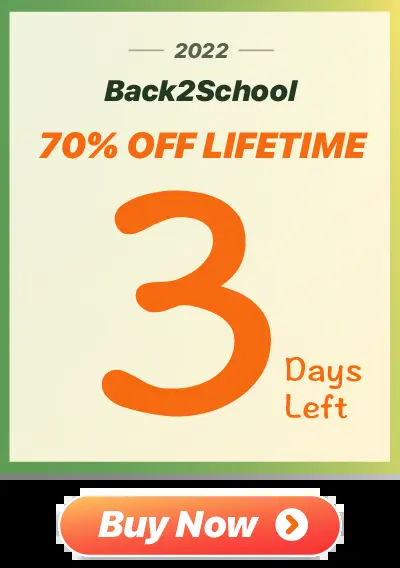 2022
Back2School
70% OFF LIFETIME
3
Days
Left
Buy Now